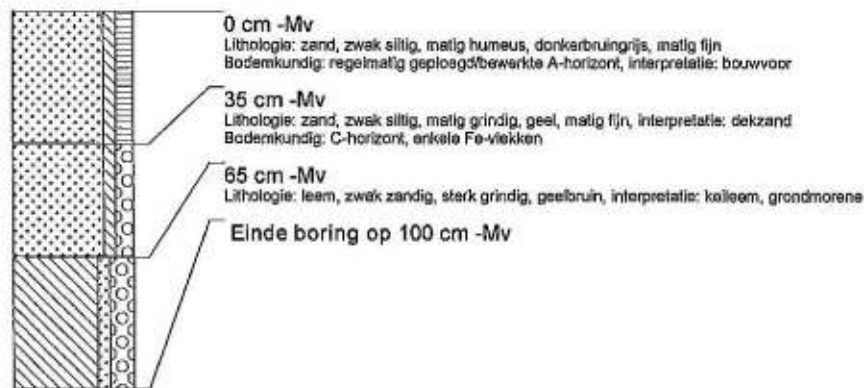 0 cm -Mv
Lithologie: zand, zwak siltig, matig humeus, donkerbruingrijs, matig fijn
Bodemkundig: regelmatig geploegd/bewerkte A-horizont, interpretatie: bouwvoor
35 cm -Mv
Lithologie: zand, zwak siltig, matig grindig, geel, matig fijn, interpretatie: dekzand
Bodemkundig: C-horizont, enkele Fe-vlekken
65 cm -Mv
Lithologie: leem, zwak zandig, sterk grindig, geelbruin, interpretatie: keileem, grondmorene
Einde boring op 100 cm -Mv